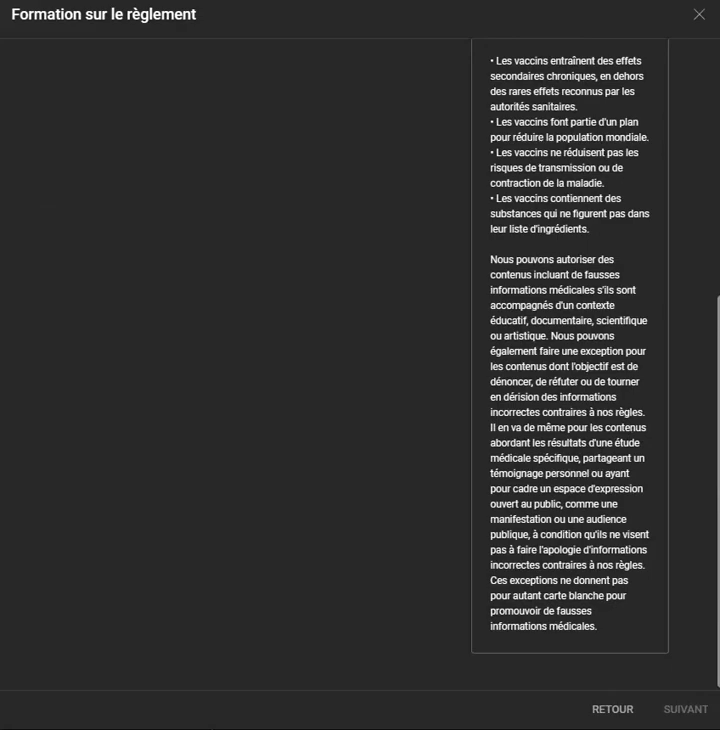 Formation sur le règlement
• Les vaccins entraînent des effets
secondaires chroniques, en dehors
des rares effets reconnus par les
autorités sanitaires.
• Les vaccins font partie d'un plan
pour réduire la population mondiale.
• Les vaccins ne réduisent pas les
risques de transmission ou de
contraction de la maladie.
• Les vaccins contiennent des
substances qui ne figurent pas dans
leur liste d'ingrédients.
Nous pouvons autoriser des
contenus incluant de fausses
informations médicales s'ils sont
accompagnés d'un contexte
éducatif, documentaire, scientifique
ou artistique. Nous pouvons
également faire une exception pour
les contenus dont l'objectif est de
dénoncer, de réfuter ou de tourner
en dérision des informations
incorrectes contraires à nos règles.
Il en va de même pour les contenus
abordant les résultats d'une étude
médicale spécifique, partageant un
témoignage personnel ou ayant
pour cadre un espace d'expression
ouvert au public, comme une
manifestation ou une audience
publique, à condition qu'ils ne visent
pas à faire l'apologie d'informations
incorrectes contraires à nos règles.
Ces exceptions ne donnent pas
pour autant carte blanche pour
promouvoir de fausses
informations médicales.
RETOUR SUIVANT